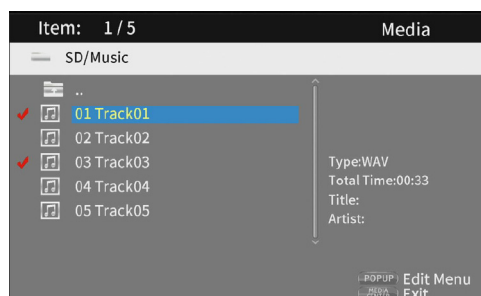 Item: 1/5 Media
SD/Music
..
01 Track01
02 Track02
03 Track03
04 Track04
05 Track05
Type:WAV
Total Time:00:33
Title:
Artist:
POPUP Edit Menu
MEDIA Exit